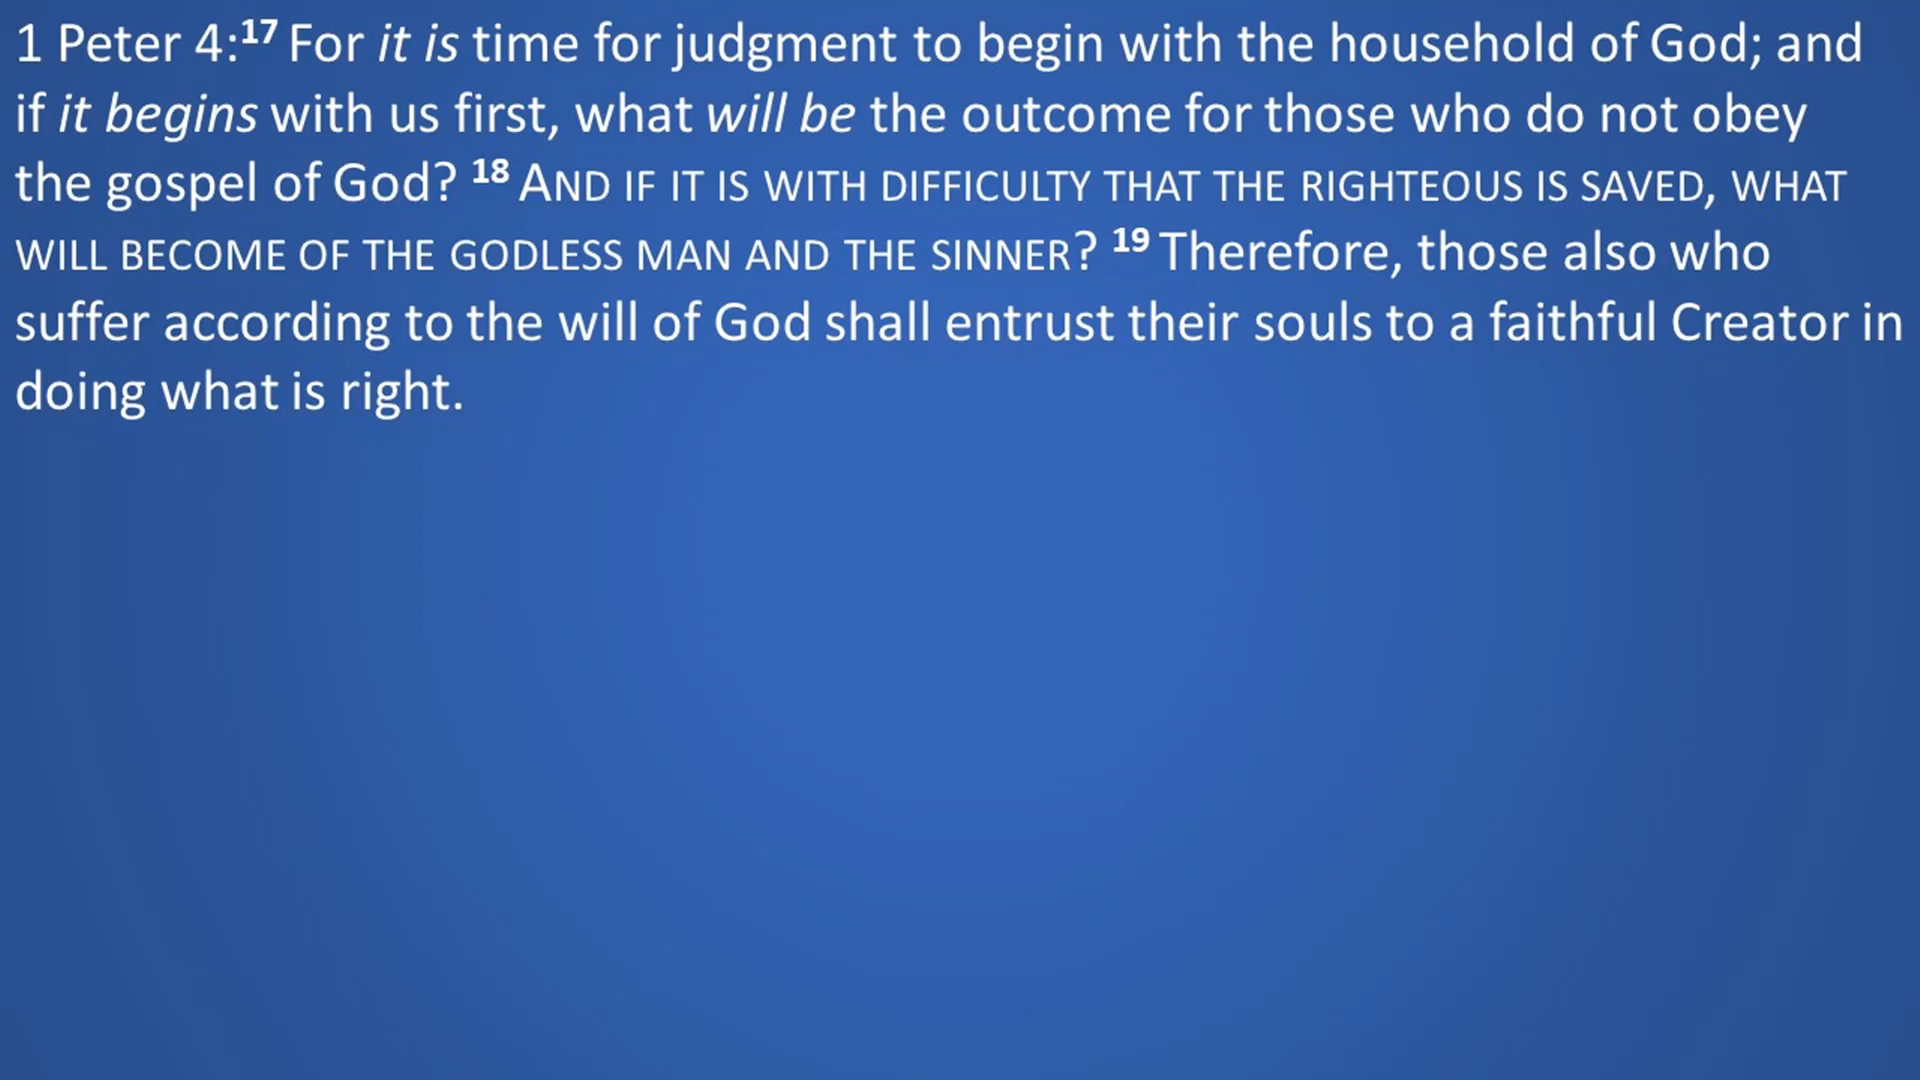 1 Peter 4:17 For it is time for judgment to begin with the household of God; and
if it begins with us first, what will be the outcome for those who do not obey
the gospel of God? 18 AND IF IT IS WITH DIFFICULTY THAT THE RIGHTEOUS IS SAVED, WHAT
WILL BECOME OF THE GODLESS MAN AND THE SINNER? 19 Therefore, those also who
suffer according to the will of God shall entrust their souls to a faithful Creator in
doing what is right.